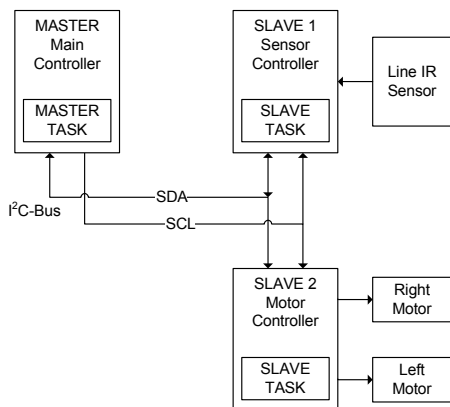 MASTER
Main
Controller
MASTER
TASK
SLAVE 1
Sensor
Controller
SLAVE
TASK
Line IR
Sensor
I²C-Bus
SDA
SCL
SLAVE 2
Motor
Controller
SLAVE
TASK
Right
Motor
Left
Motor